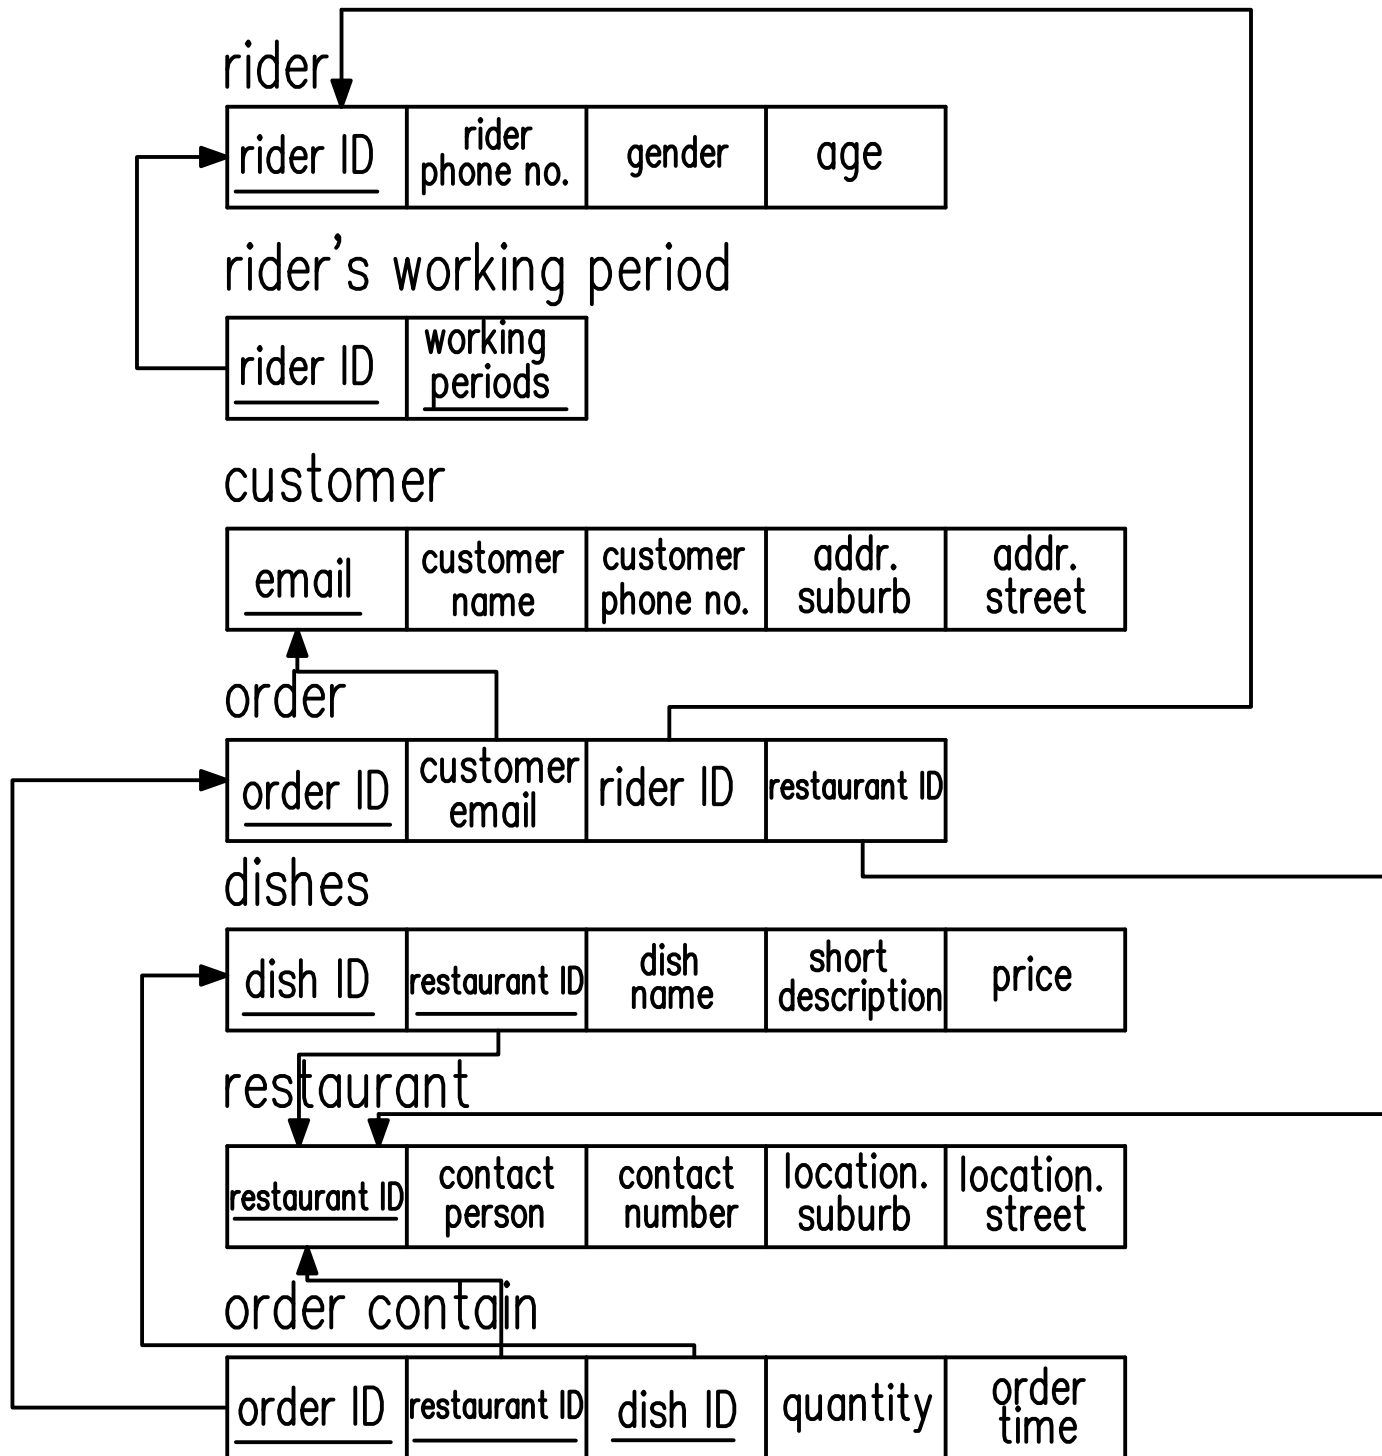 rider
rider ID
rider
phone no.
gender
age
rider's working period
rider ID
working
periods
customer
email
customer
name
customer
phone no.
addr.
suburb
addr.
street
order
order ID
customer
email
rider ID
restaurant ID
dishes
dish ID
restaurant ID
dish
name
short
description
price
restaurant
restaurant ID
contact
person
contact
number
location.
suburb
location.
street
order contain
order ID
restaurant ID
dish ID
quantity
order
time